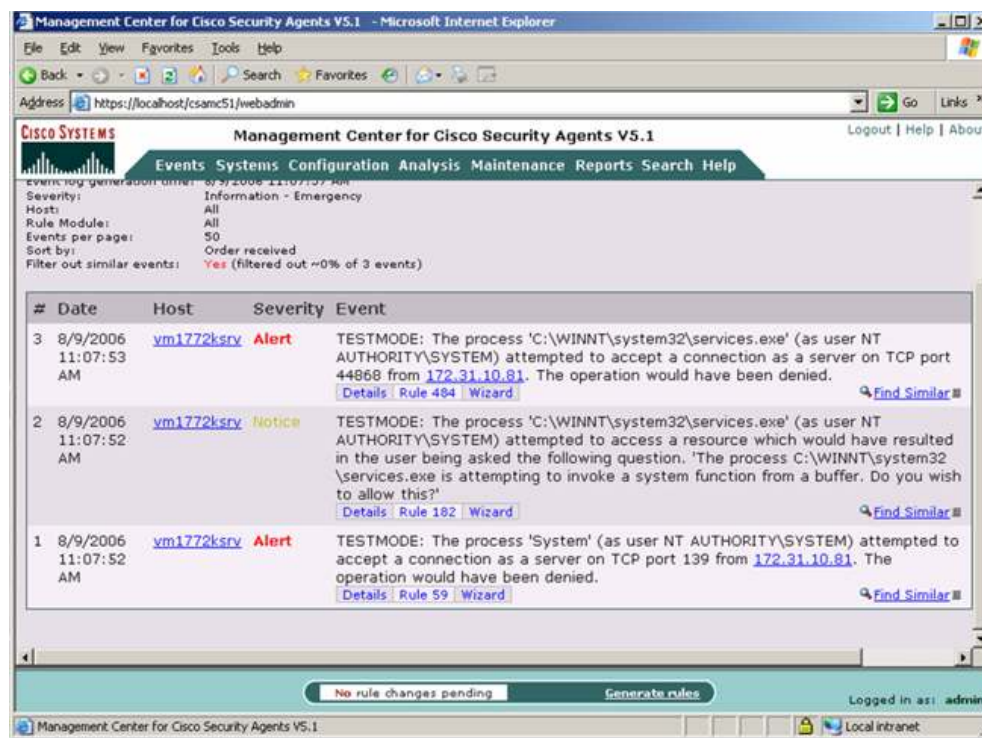 Management Center for Cisco Security Agents V5.1 - Microsoft Internet Explorer
File Edit View Favorites Tools Help
Back Search Favorites
Address https://localhost/csamc51/webadmin Go Links »
CISCO SYSTEMS
Management Center for Cisco Security Agents V5.1
Logout | Help | Abou
Events Systems Configuration Analysis Maintenance Reports Search Help
Event log generation time: 8/9/2006 11:07:57 AM
Severity: Information - Emergency
Host: All
Rule Module: All
Events per page: 50
Sort by: Order received
Filter out similar events: Yes (filtered out ~0% of 3 events)
# Date Host Severity Event
3 8/9/2006 vm1772ksrv Alert TESTMODE: The process 'C:\WINNT\system32\services.exe' (as user NT
11:07:53 AUTHORITY\SYSTEM) attempted to accept a connection as a server on TCP port
AM 44868 from 172.31.10.81. The operation would have been denied.
Details Rule 484 Wizard Find Similar
2 8/9/2006 vm1772ksrv Notice TESTMODE: The process 'C:\WINNT\system32\services.exe' (as user NT
11:07:52 AUTHORITY\SYSTEM) attempted to access a resource which would have resulted
AM in the user being asked the following question. 'The process C:\WINNT\system32
\services.exe is attempting to invoke a system function from a buffer. Do you wish
to allow this?'
Details Rule 182 Wizard Find Similar
1 8/9/2006 vm1772ksrv Alert TESTMODE: The process 'System' (as user NT AUTHORITY\SYSTEM) attempted to
11:07:52 accept a connection as a server on TCP port 139 from 172.31.10.81. The
AM operation would have been denied.
Details Rule 59 Wizard Find Similar
No rule changes pending Generate rules
Logged in as: admin
Management Center for Cisco Security Agents V5.1 Local intranet